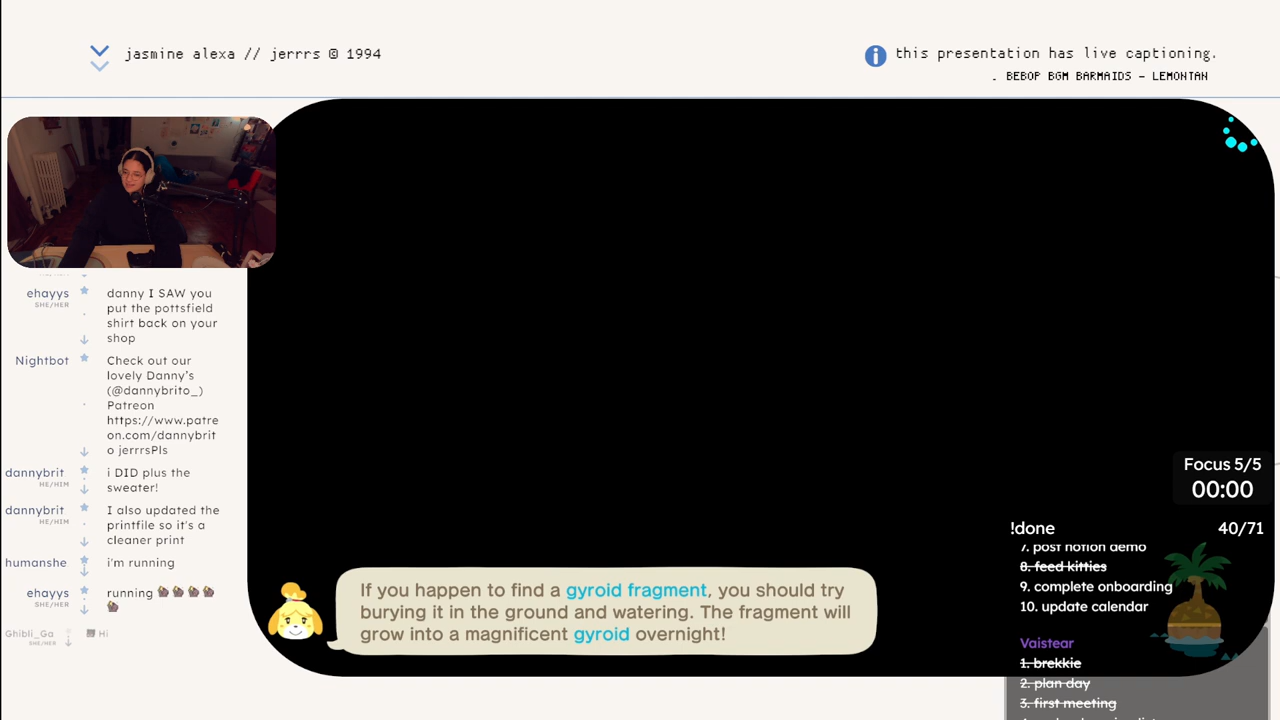 jasmine alexa // jerrrs © 1994
this presentation has live captioning.
. BEBOP BGM BARMAIDS - LEMONTAN
ehayys
SHE/HER
danny I SAW you
put the pottsfield
shirt back on your
shop
Nightbot
Check out our
lovely Danny's
(@dannybrito_)
Patreon
https://www.patre
on.com/dannybrit
o jerrrsPls
dannybrit
HE/HIM
i DID plus the
sweater!
dannybrit
HE/HIM
I also updated the
printfile so it's a
cleaner print
humanshe
i'm running
ehayys
SHE/HER
running
Ghibli_Ga
SHE/HER
Hi
If you happen to find a gyroid fragment, you should try
burying it in the ground and watering. The fragment will
grow into a magnificent gyroid overnight!
Focus 5/5
00:00
!done 40/71
7. post notion demo
8. feed kitties
9. complete onboarding
10. update calendar
Vaistear
1. brekkie
2. plan day
3. first meeting